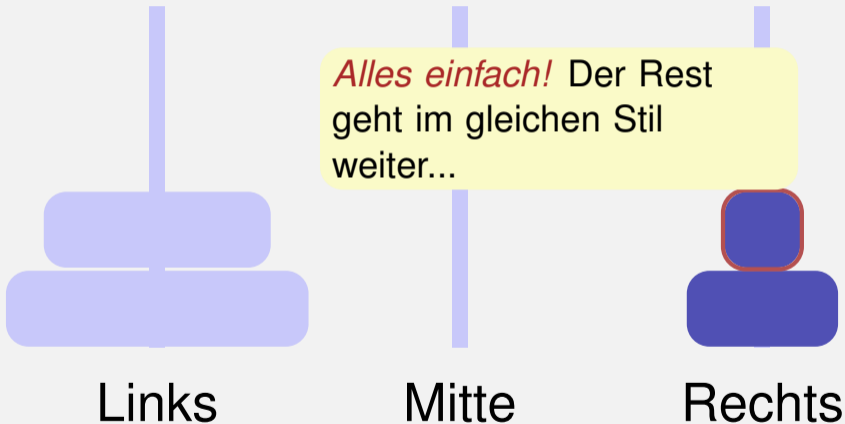 Alles einfach! Der Rest
geht im gleichen Stil
weiter...
Links Mitte Rechts